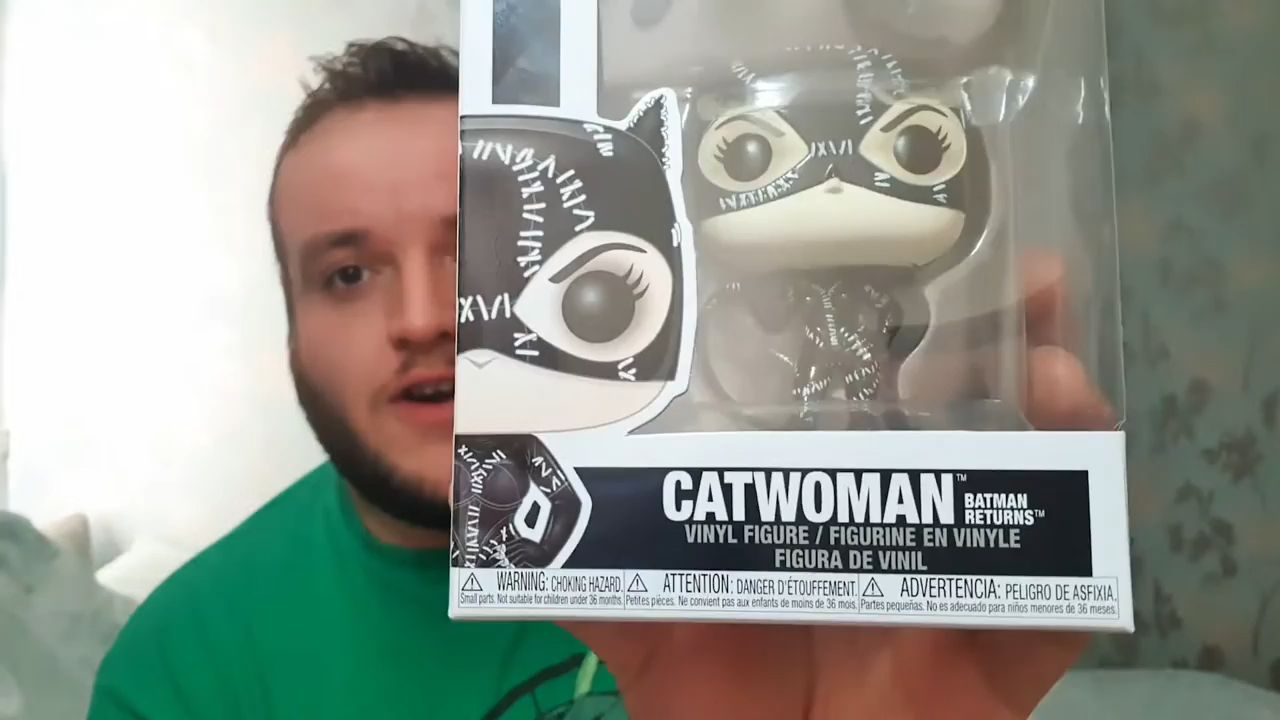 CATWOMAN™ BATMAN
RETURNS™
VINYL FIGURE / FIGURINE EN VINYLE
FIGURA DE VINIL
WARNING: CHOKING HAZARD.
Small parts. Not suitable for children under 36 months.
ATTENTION: DANGER D'ÉTOUFFEMENT.
Petites pièces. Ne convient pas aux enfants de moins de 36 mois.
ADVERTENCIA: PELIGRO DE ASFIXIA.
Partes pequeñas. No es adecuado para niños menores de 36 meses.